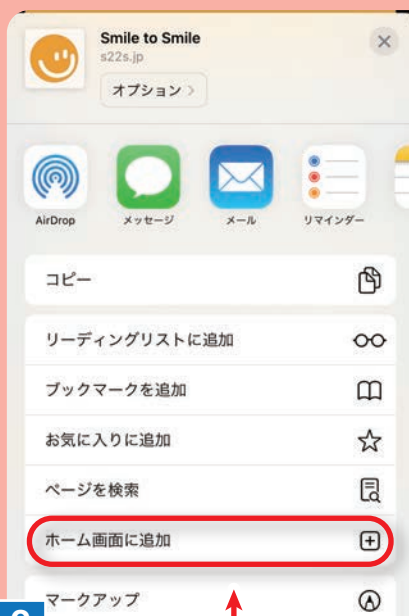 Smile to Smile
s22s.jp
オプション >
AirDrop
メッセージ
メール
リマインダー
コピー
リーディングリストに追加
ブックマークを追加
お気に入りに追加
ページを検索
ホーム画面に追加
マークアップ